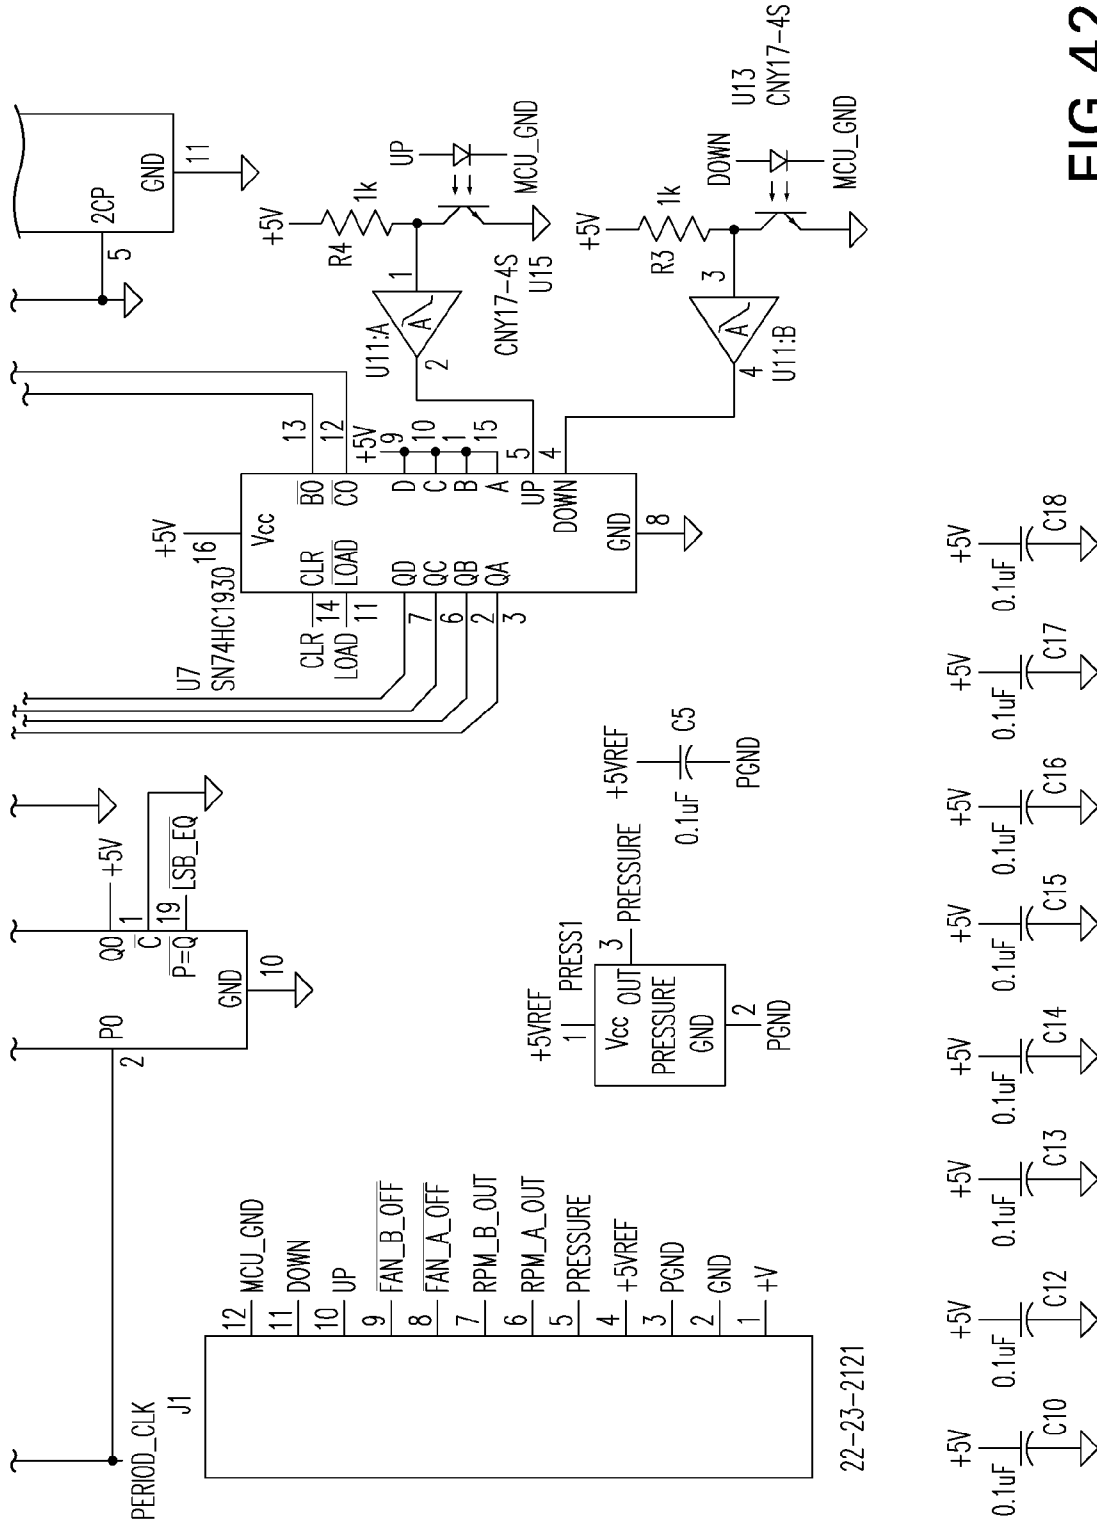 2CP
5
GND
11
+5V
R4
1k
1
UP
MCU_GND
CNY17-4S
U15
U11:A
2
+5V
R3
1k
3
DOWN
U13
CNY17-4S
MCU_GND
U11:B
4
U7
SN74HC1930
+5V
16
Vcc
13
BO
12
CO
+5V
9
D
10
C
1
B
15
A
5
UP
4
DOWN
GND
8
CLR
14
CLR
LOAD
11
LOAD
QD
7
QC
6
QB
2
QA
3
Q0
+5V
1
C
19
P=Q
LSB_EQ
GND
10
P0
2
PERIOD_CLK
+5VREF
1
PRESS1
Vcc
OUT
3
PRESSURE
PRESSURE
GND
2
PGND
+5VREF
0.1uF
C5
PGND
J1
12
MCU_GND
11
DOWN
10
UP
9
FAN_B_OFF
8
FAN_A_OFF
7
RPM_B_OUT
6
RPM_A_OUT
5
PRESSURE
4
+5VREF
3
PGND
2
GND
1
+V
22-23-2121
+5V
0.1uF
C10
+5V
0.1uF
C12
+5V
0.1uF
C13
+5V
0.1uF
C14
+5V
0.1uF
C15
+5V
0.1uF
C16
+5V
0.1uF
C17
+5V
0.1uF
C18
FIG.42